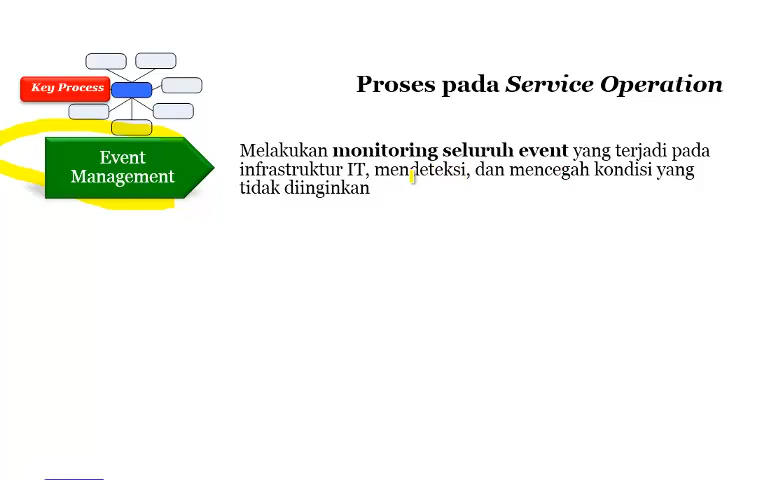 Key Process
Proses pada Service Operation
Event
Management
Melakukan monitoring seluruh event yang terjadi pada
infrastruktur IT, mendeteksi, dan mencegah kondisi yang
tidak diinginkan